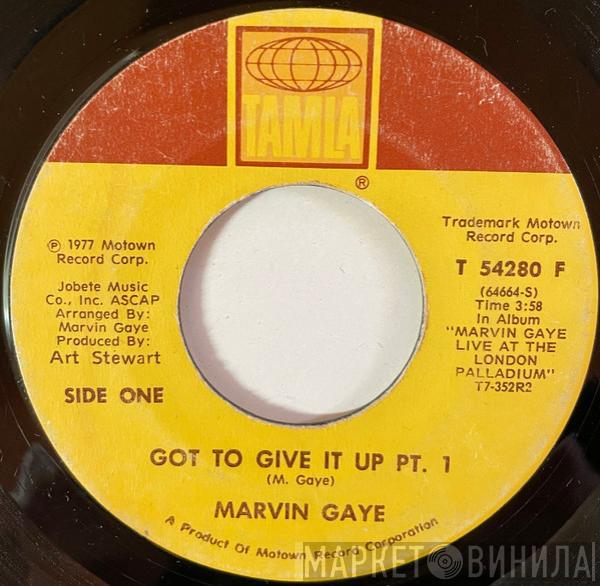 TAMLA
®
℗ 1977 Motown
Record Corp.
Jobete Music
Co., Inc. ASCAP
Arranged By:
Marvin Gaye
Produced By:
Art Stewart
SIDE ONE
Trademark Motown
Record Corp.
T 54280 F
(64664-S)
Time 3:58
In Album
"MARVIN GAYE
LIVE AT THE
LONDON
PALLADIUM"
T7-352R2
GOT TO GIVE IT UP PT. 1
(M. Gaye)
MARVIN GAYE
A Product Of Motown Record Corporation
МАРКЕТ ВИНИЛА